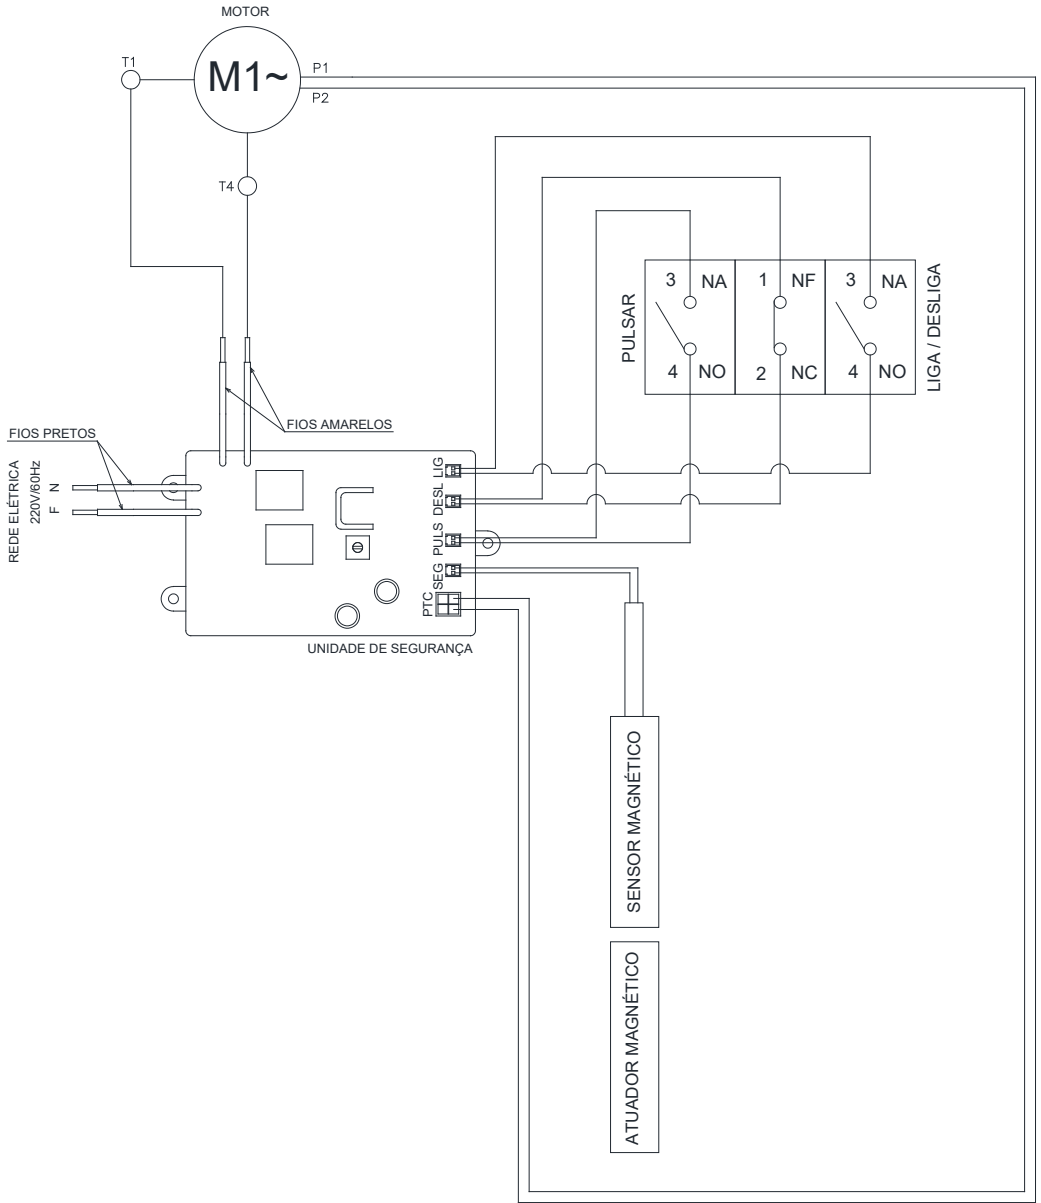 MOTOR
T1
M1~
P1
P2
T4
3 NA
1 NF
3 NA
4 NO
2 NC
4 NO
PULSAR
LIGA / DESLIGA
FIOS AMARELOS
FIOS PRETOS
REDE ELÉTRICA
220V/60Hz
F N
LIG
DESL
PULS
SEG
PTC
UNIDADE DE SEGURANÇA
SENSOR MAGNÉTICO
ATUADOR MAGNÉTICO